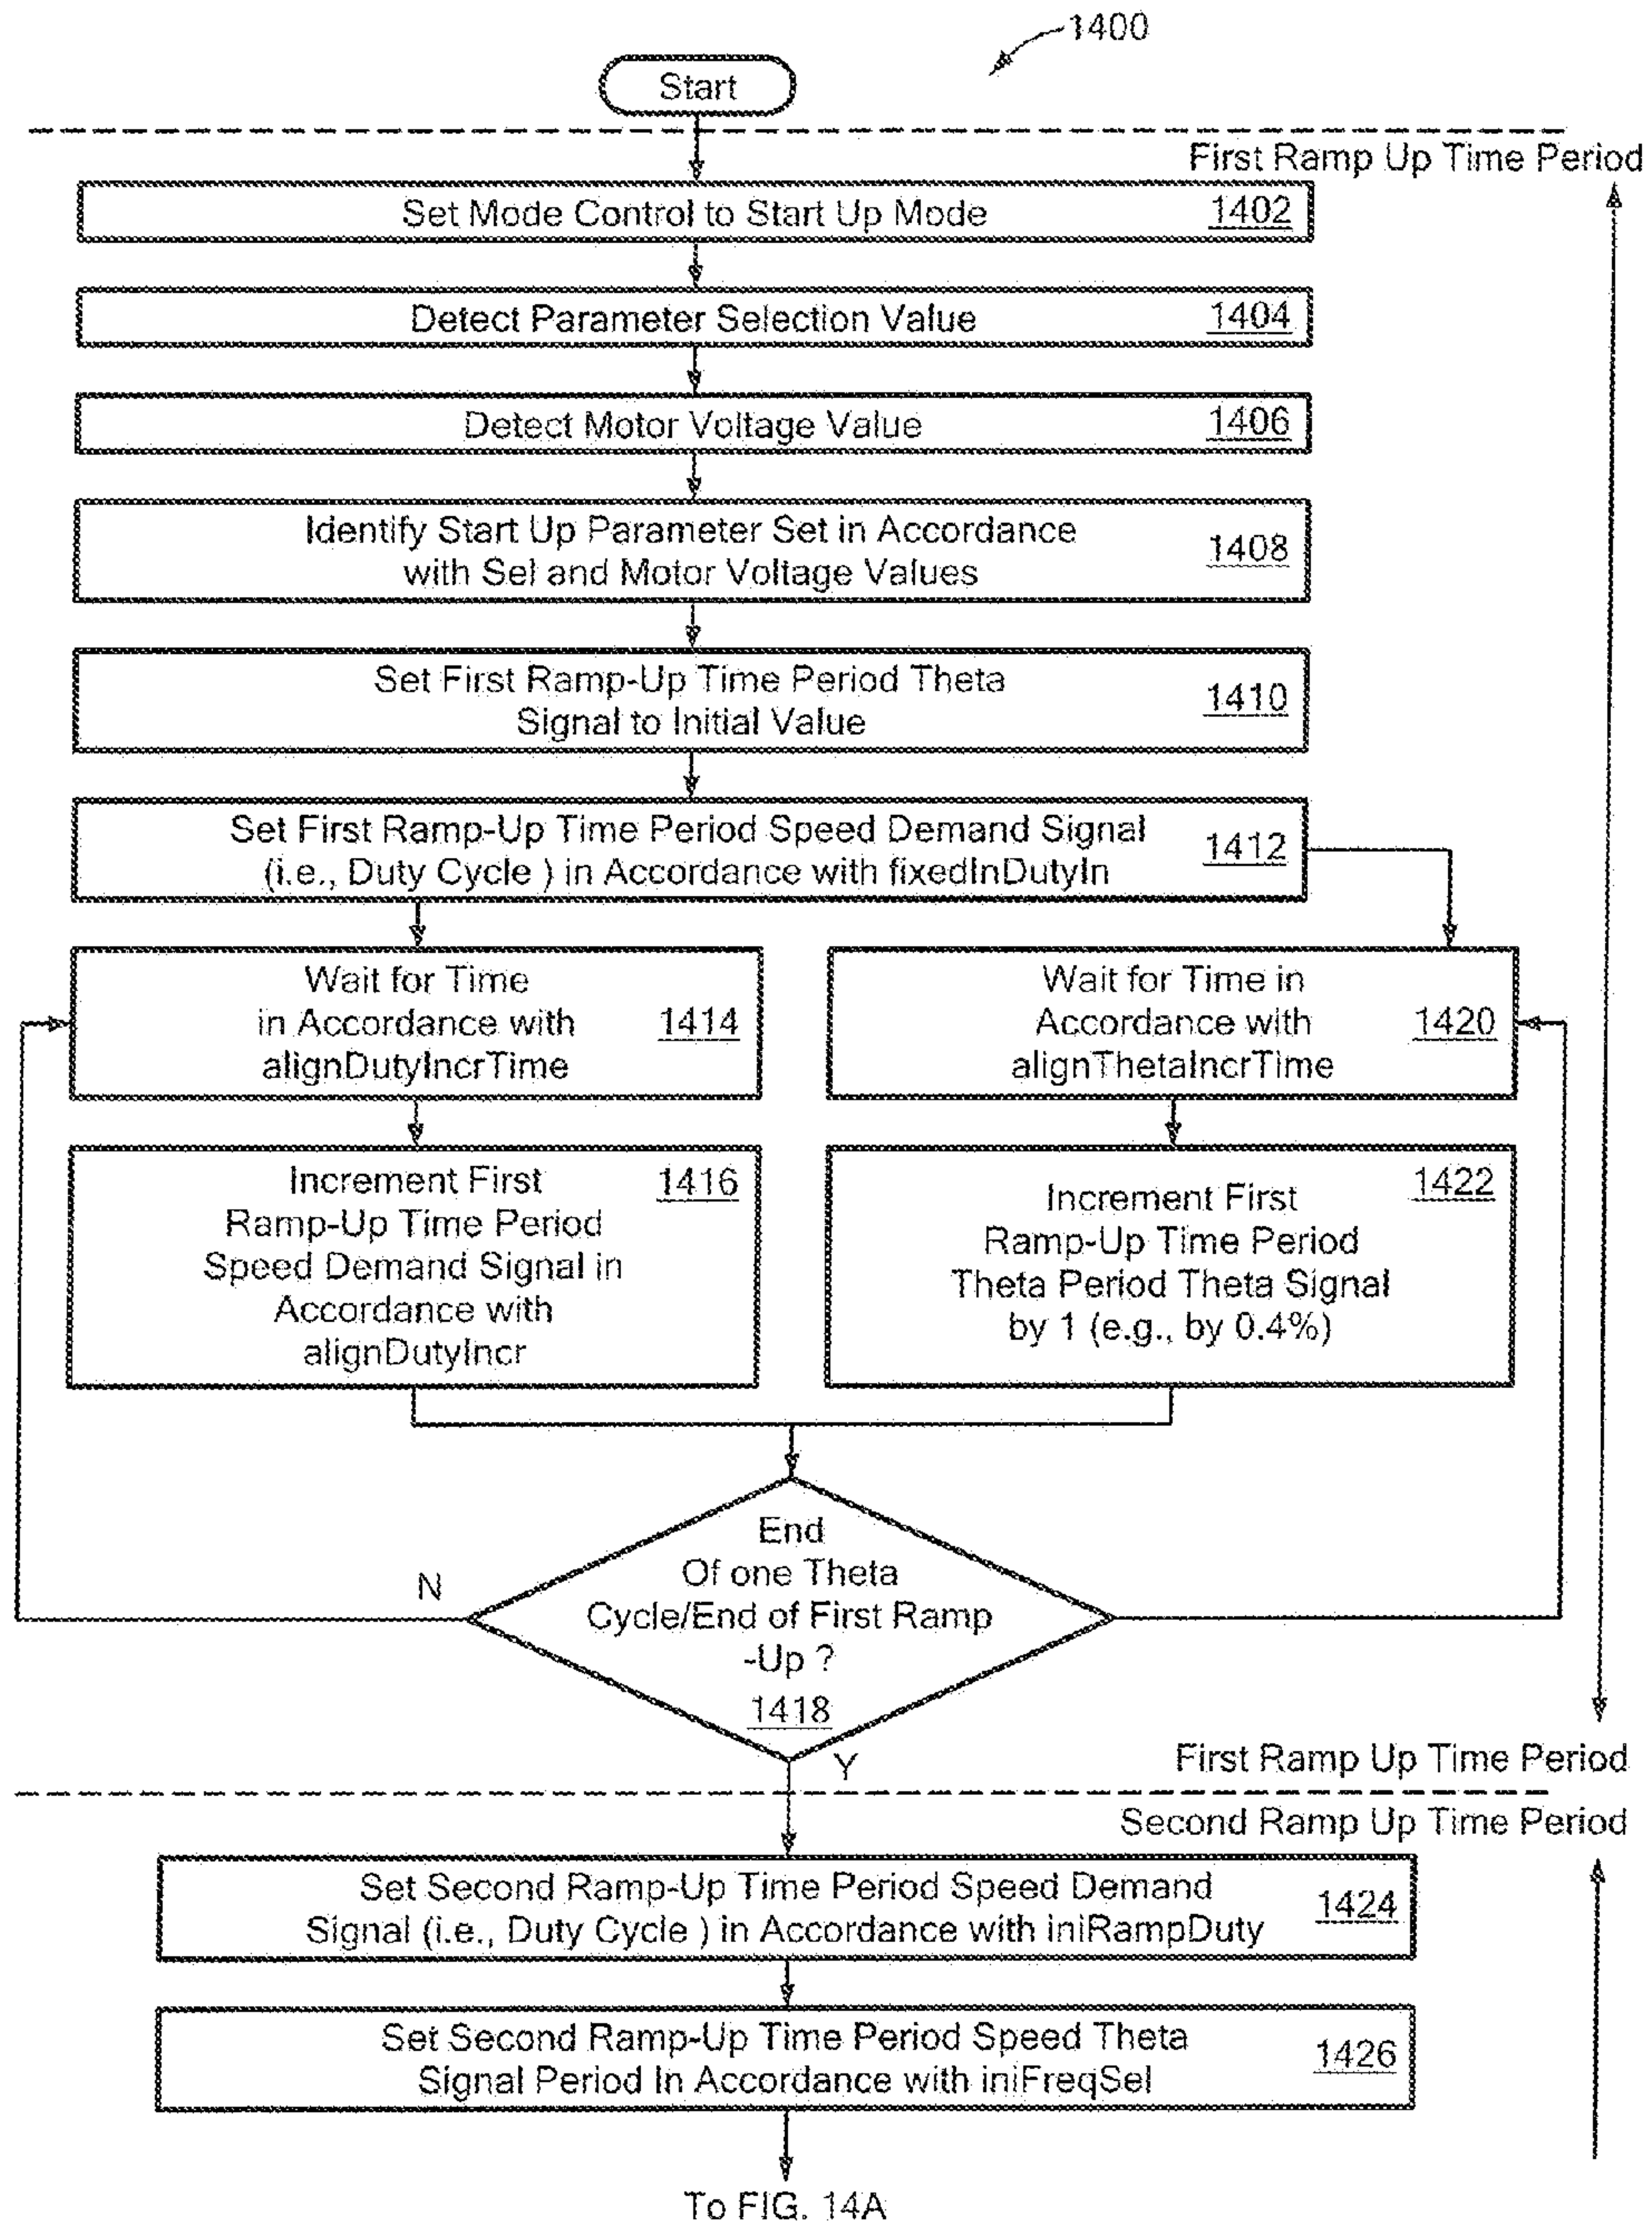 1400
Start
First Ramp Up Time Period
Set Mode Control to Start Up Mode
1402
Detect Parameter Selection Value
1404
Detect Motor Voltage Value
1406
Identify Start Up Parameter Set in Accordance
with Sel and Motor Voltage Values
1408
Set First Ramp-Up Time Period Theta
Signal to Initial Value
1410
Set First Ramp-Up Time Period Speed Demand Signal
(i.e., Duty Cycle ) in Accordance with fixedInDutyIn
1412
Wait for Time
in Accordance with
alignDutyIncrTime
1414
Wait for Time in
Accordance with
alignThetaIncrTime
1420
Increment First
Ramp-Up Time Period
Speed Demand Signal in
Accordance with
alignDutyIncr
1416
Increment First
Ramp-Up Time Period
Theta Period Theta Signal
by 1 (e.g., by 0.4%)
1422
End
Of one Theta
Cycle/End of First Ramp
-Up ?
1418
N
Y
First Ramp Up Time Period
Second Ramp Up Time Period
Set Second Ramp-Up Time Period Speed Demand
Signal (i.e., Duty Cycle ) in Accordance with iniRampDuty
1424
Set Second Ramp-Up Time Period Speed Theta
Signal Period In Accordance with iniFreqSel
1426
To FIG. 14A